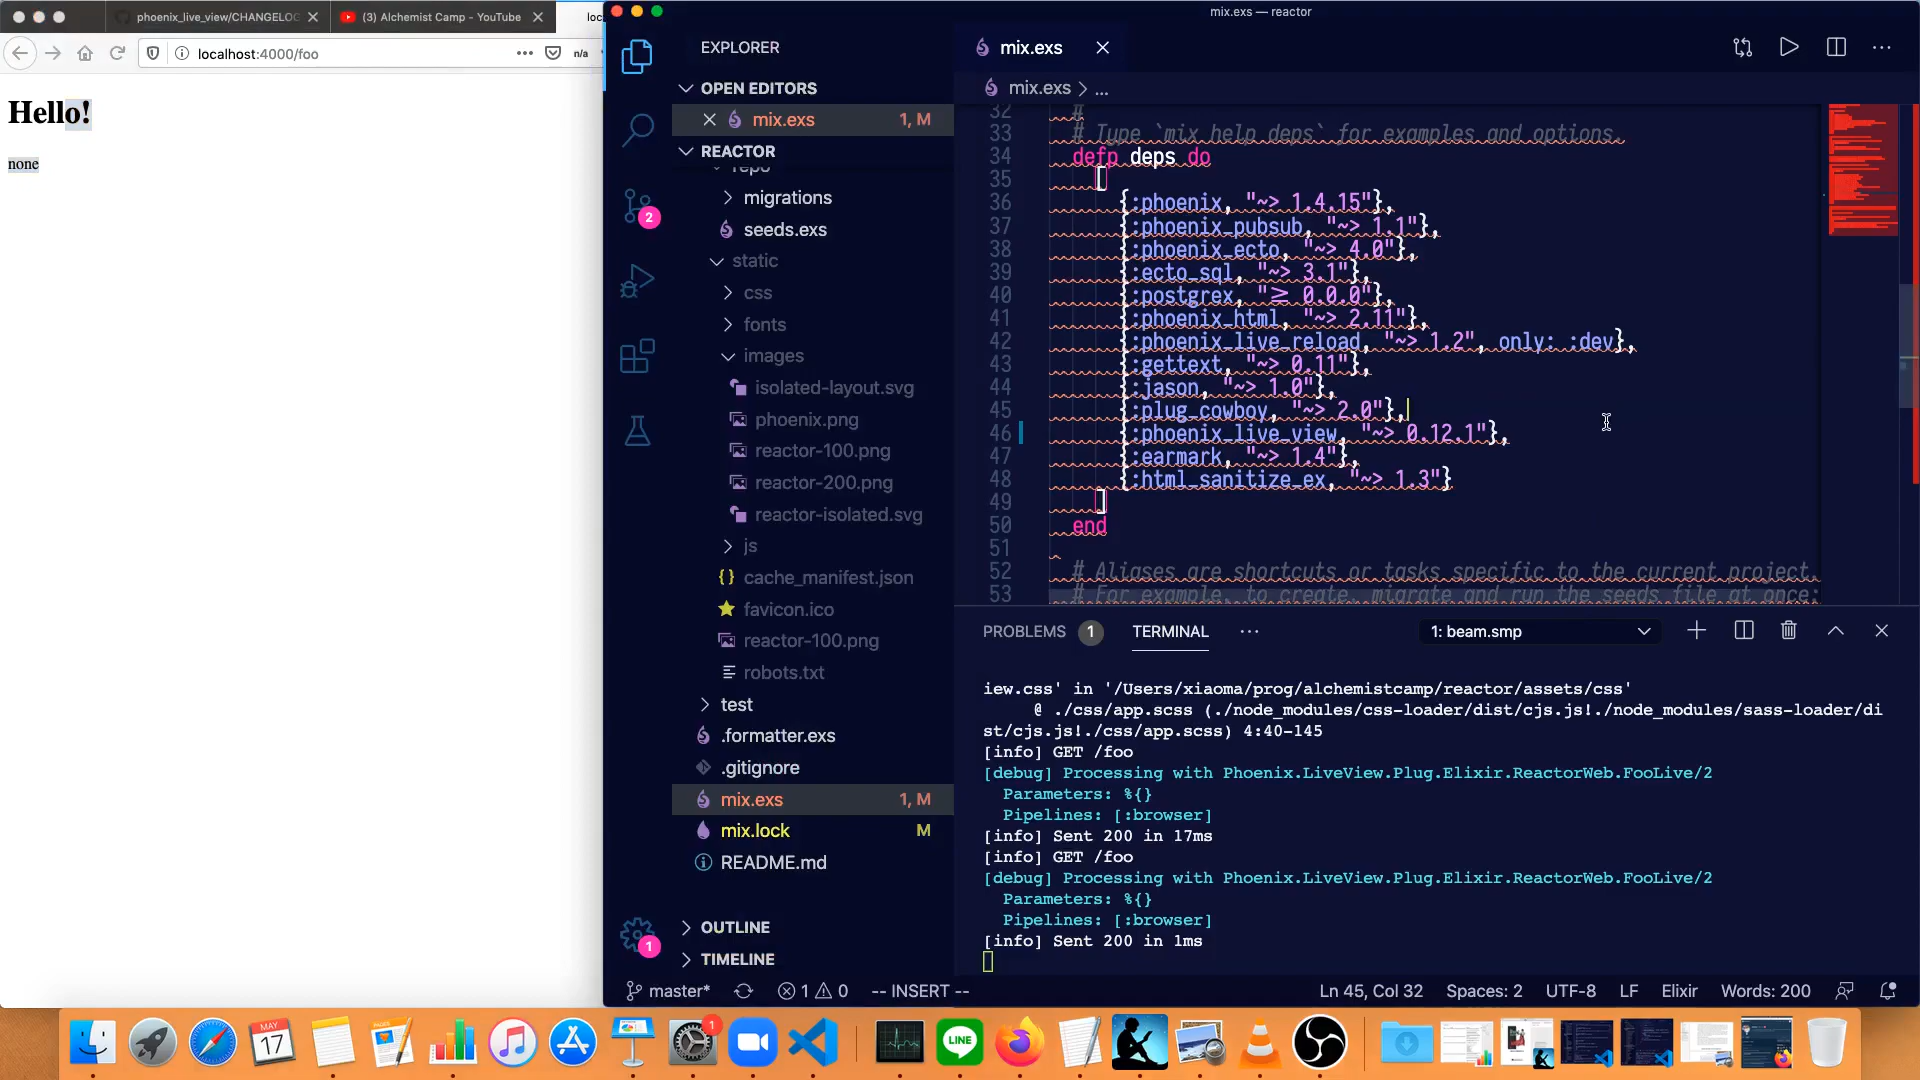 phoenix_live_view/CHANGELOG
(3) Alchemist Camp - YouTube
loc
mix.exs — reactor
localhost:4000/foo
n/a
Hello!
none
EXPLORER
OPEN EDITORS
mix.exs
1, M
REACTOR
repo
migrations
seeds.exs
static
css
fonts
images
isolated-layout.svg
phoenix.png
reactor-100.png
reactor-200.png
reactor-isolated.svg
js
cache_manifest.json
favicon.ico
reactor-100.png
robots.txt
test
.formatter.exs
.gitignore
mix.exs
1, M
mix.lock
M
README.md
OUTLINE
TIMELINE
2
1
mix.exs
mix.exs > ...
32 #
33 # Type `mix help deps` for examples and options.
34 defp deps do
35 [
36 {:phoenix, "~> 1.4.15"},
37 {:phoenix_pubsub, "~> 1.1"},
38 {:phoenix_ecto, "~> 4.0"},
39 {:ecto_sql, "~> 3.1"},
40 {:postgrex, ">= 0.0.0"},
41 {:phoenix_html, "~> 2.11"},
42 {:phoenix_live_reload, "~> 1.2", only: :dev},
43 {:gettext, "~> 0.11"},
44 {:jason, "~> 1.0"},
45 {:plug_cowboy, "~> 2.0"},
46 {:phoenix_live_view, "~> 0.12.1"},
47 {:earmark, "~> 1.4"},
48 {:html_sanitize_ex, "~> 1.3"}
49 ]
50 end
51
52 # Aliases are shortcuts or tasks specific to the current project.
53 # For example, to create, migrate and run the seeds file at once:
PROBLEMS
1
TERMINAL
1: beam.smp
iew.css' in '/Users/xiaoma/prog/alchemistcamp/reactor/assets/css'
@ ./css/app.scss (./node_modules/css-loader/dist/cjs.js!./node_modules/sass-loader/di
st/cjs.js!./css/app.scss) 4:40-145
[info] GET /foo
[debug] Processing with Phoenix.LiveView.Plug.Elixir.ReactorWeb.FooLive/2
Parameters: %{}
Pipelines: [:browser]
[info] Sent 200 in 17ms
[info] GET /foo
[debug] Processing with Phoenix.LiveView.Plug.Elixir.ReactorWeb.FooLive/2
Parameters: %{}
Pipelines: [:browser]
[info] Sent 200 in 1ms
master*
1
0
-- INSERT --
Ln 45, Col 32
Spaces: 2
UTF-8
LF
Elixir
Words: 200
MAY
17
1
LINE